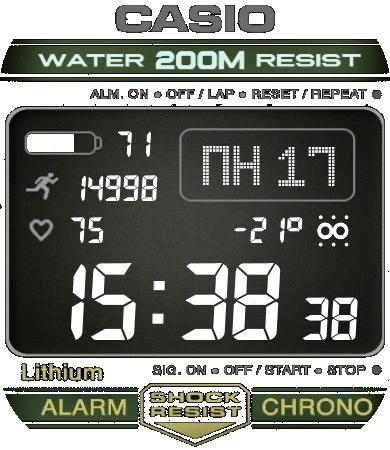 CASIO
WATER 200M RESIST
ALM. ON ● OFF / LAP ● RESET / REPEAT ●
71
ПН 17
14998
75
-21°
15:38 38
Lithium
SIG. ON ● OFF / START ● STOP ●
ALARM
SHOCK
RESIST
CHRONO